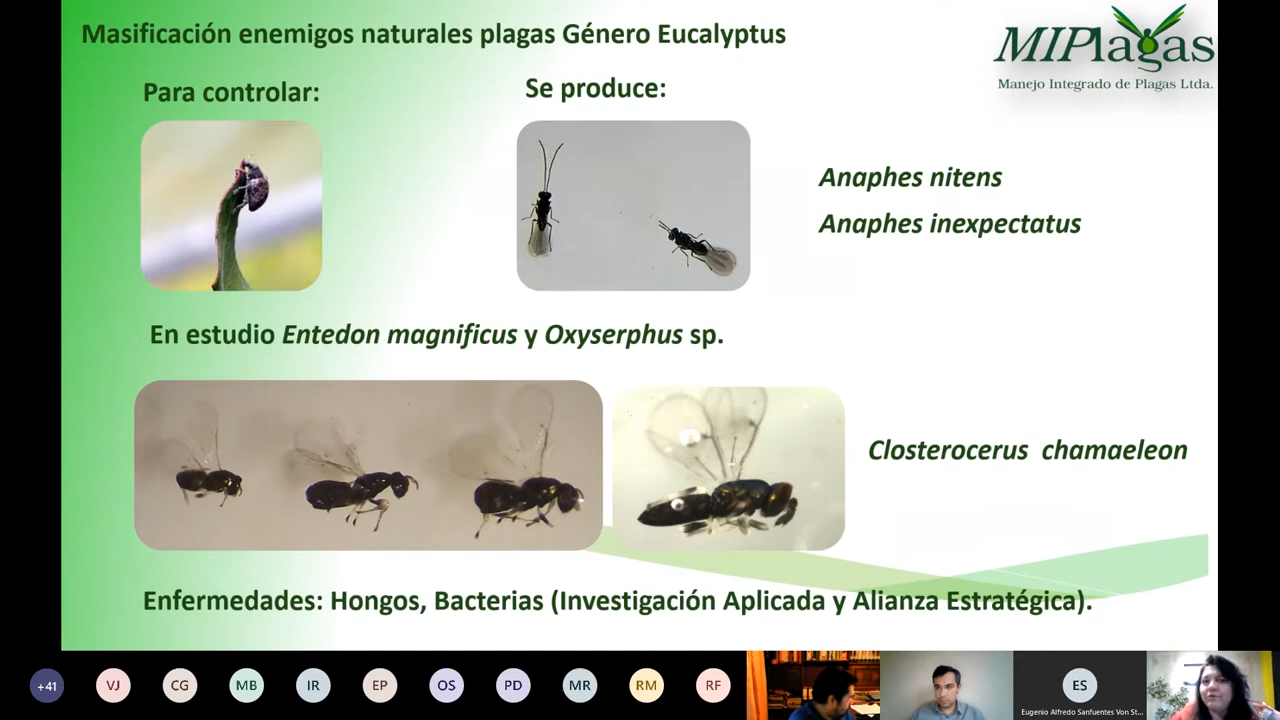 Masificación enemigos naturales plagas Género Eucalyptus
MIPlagas
Manejo Integrado de Plagas Ltda.
Para controlar:
Se produce:
Anaphes nitens
Anaphes inexpectatus
En estudio Entedon magnificus y Oxyserphus sp.
Closterocerus chamaeleon
Enfermedades: Hongos, Bacterias (Investigación Aplicada y Alianza Estratégica).
+41
VJ
CG
MB
IR
EP
OS
PD
MR
RM
RF
ES
Eugenio Alfredo Sanfuentes Von St...